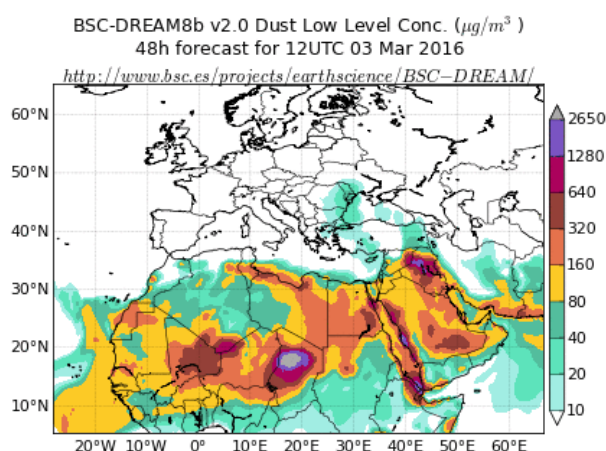 BSC-DREAM8b v2.0 Dust Low Level Conc. (μg/m³ )
48h forecast for 12UTC 03 Mar 2016
http://www.bsc.es/projects/earthscience/BSC−DREAM/
60°N
50°N
40°N
30°N
20°N
10°N
20°W 10°W 0° 10°E 20°E 30°E 40°E 50°E 60°E
2650
1280
640
320
160
80
40
20
10